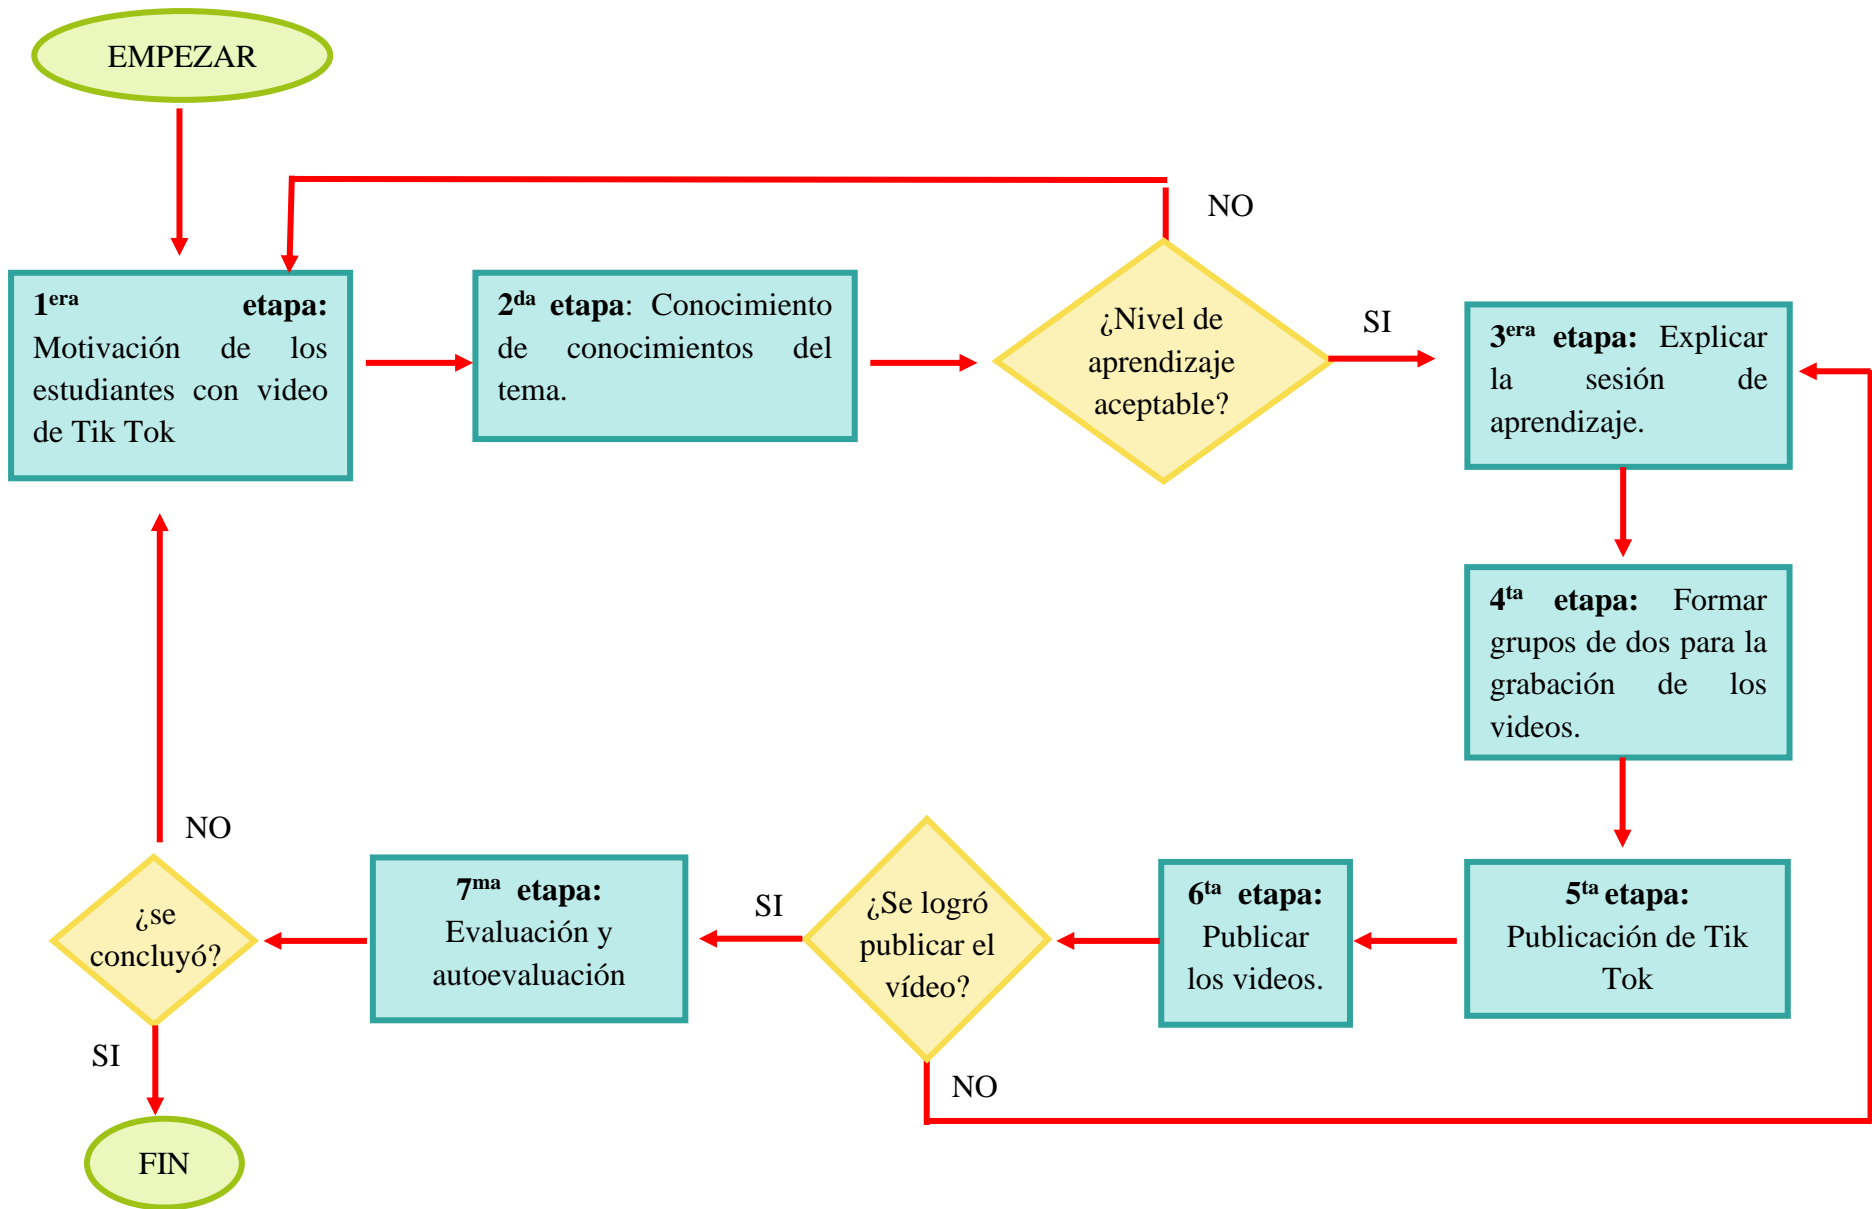 EMPEZAR
NO
1era etapa:
Motivación de los
estudiantes con video
de Tik Tok
2da etapa: Conocimiento
de conocimientos del
tema.
¿Nivel de
aprendizaje
aceptable?
SI
3era etapa: Explicar
la sesión de
aprendizaje.
4ta etapa: Formar
grupos de dos para la
grabación de los
videos.
5ta etapa:
Publicación de Tik
Tok
6ta etapa:
Publicar
los videos.
¿Se logró
publicar el
vídeo?
SI
NO
7ma etapa:
Evaluación y
autoevaluación
¿se
concluyó?
NO
SI
FIN